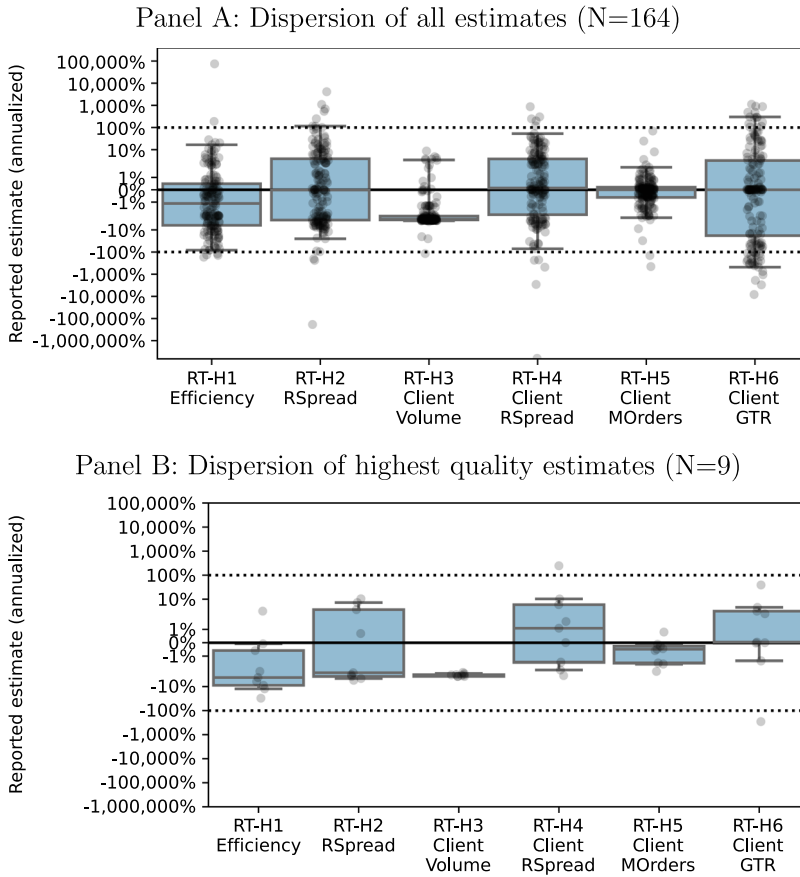 Panel A: Dispersion of all estimates (N=164)
Reported estimate (annualized)
100,000%
10,000%
1,000%
100%
10%
1%
0%
-1%
-10%
-100%
-1,000%
-10,000%
-100,000%
-1,000,000%
RT-H1
Efficiency
RT-H2
RSpread
RT-H3
Client
Volume
RT-H4
Client
RSpread
RT-H5
Client
MOrders
RT-H6
Client
GTR
Panel B: Dispersion of highest quality estimates (N=9)
Reported estimate (annualized)
100,000%
10,000%
1,000%
100%
10%
1%
0%
-1%
-10%
-100%
-1,000%
-10,000%
-100,000%
-1,000,000%
RT-H1
Efficiency
RT-H2
RSpread
RT-H3
Client
Volume
RT-H4
Client
RSpread
RT-H5
Client
MOrders
RT-H6
Client
GTR